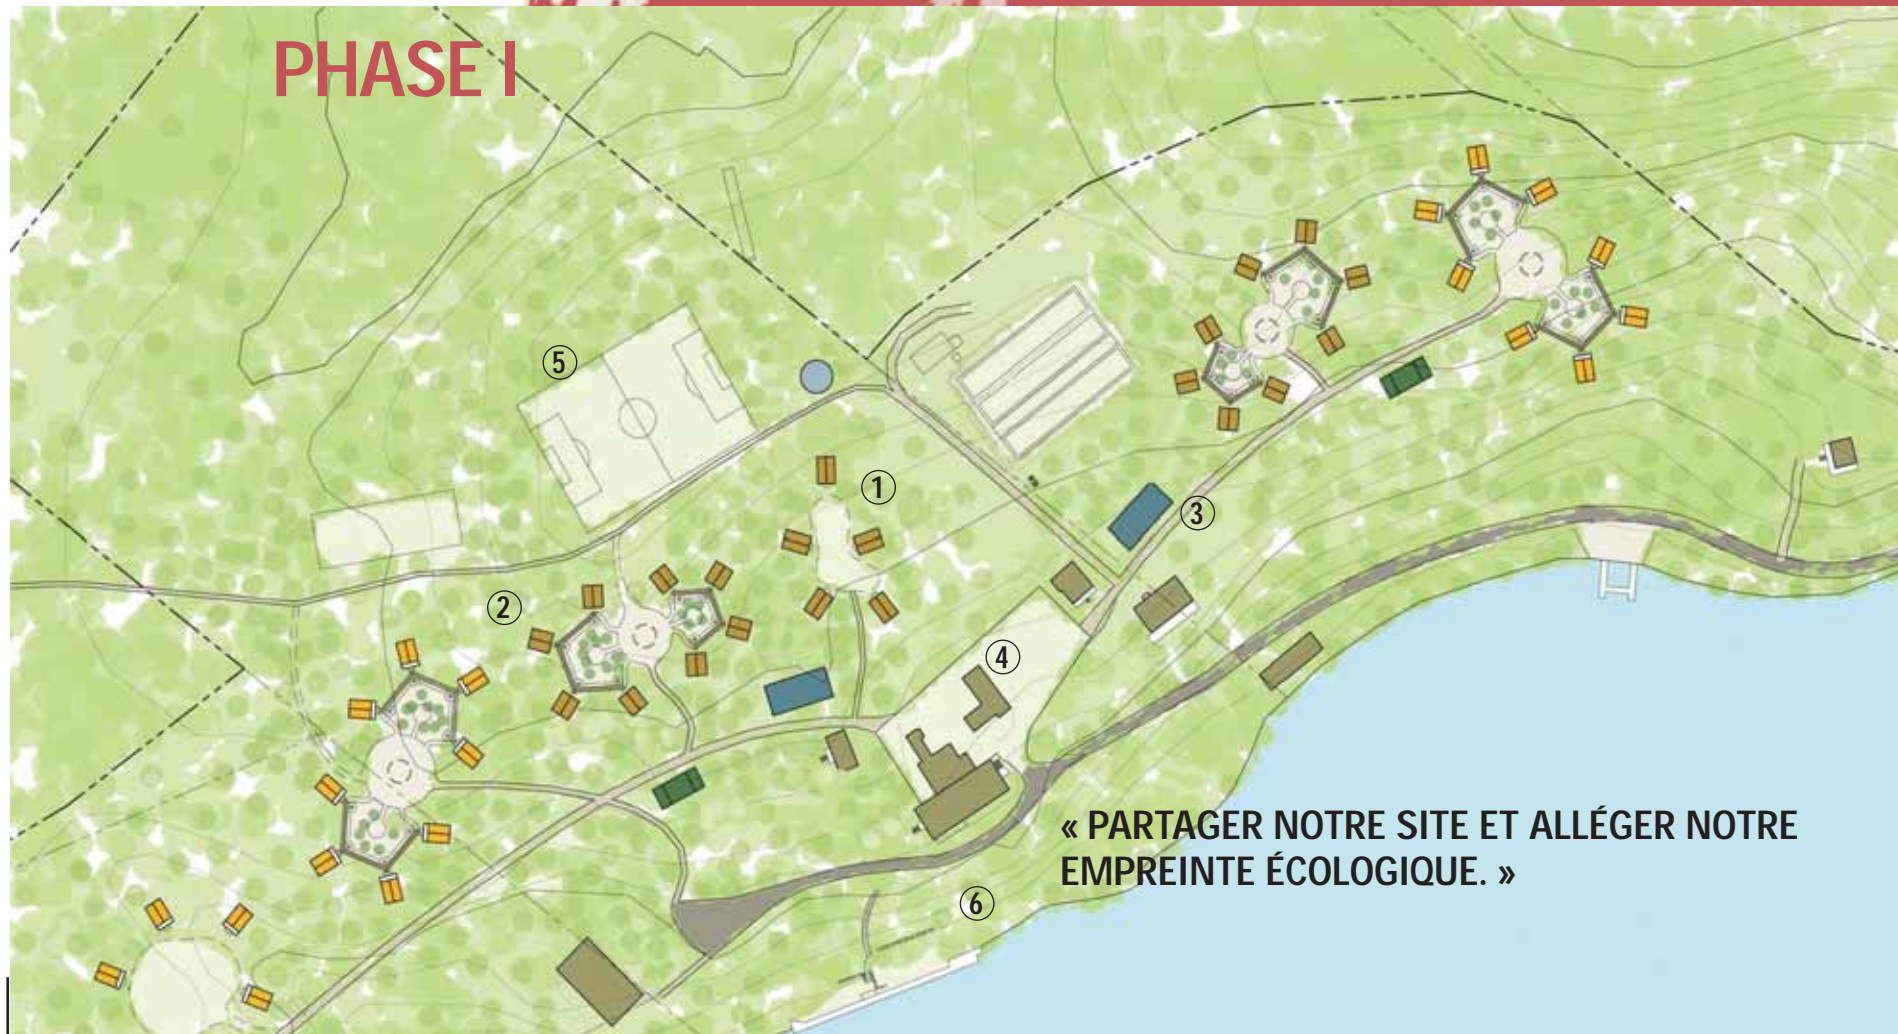 PHASE I
5
1
3
2
4
« PARTAGER NOTRE SITE ET ALLÉGER NOTRE
EMPREINTE ÉCOLOGIQUE. »
6